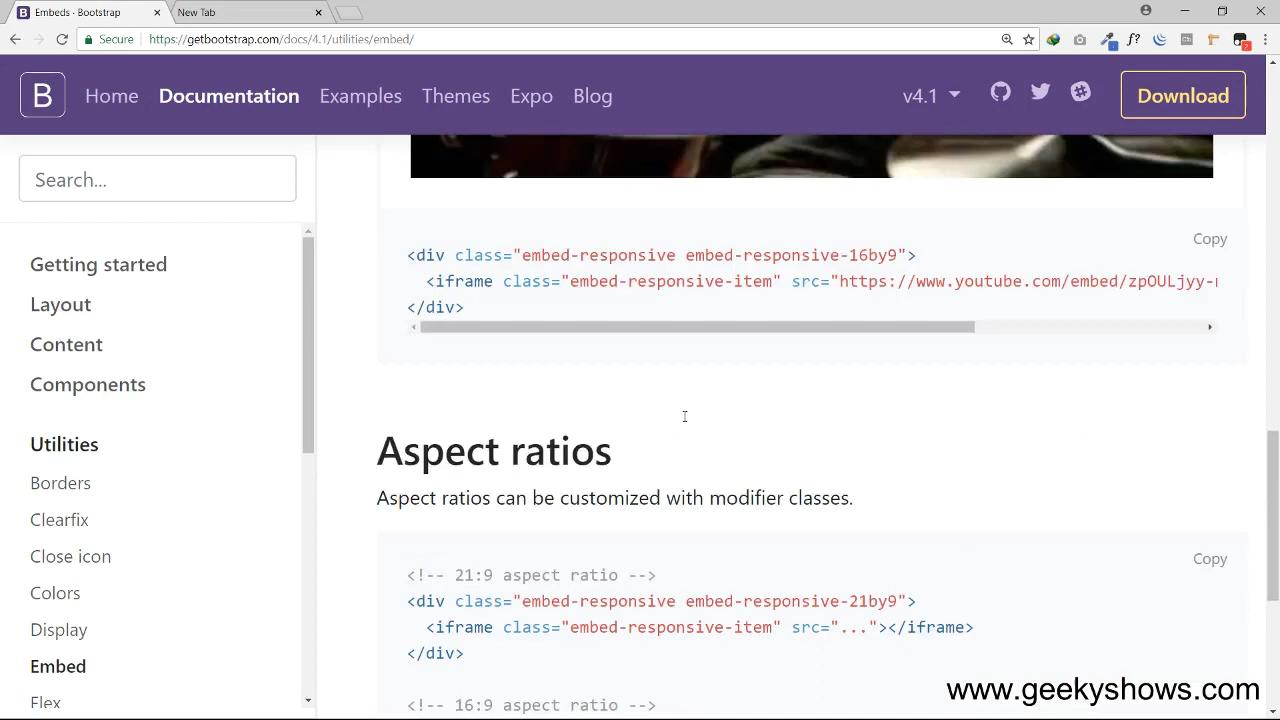 Embeds · Bootstrap
New Tab
Secure https://getbootstrap.com/docs/4.1/utilities/embed/
B Home Documentation Examples Themes Expo Blog v4.1 Download
Search...
Getting started
Layout
Content
Components
Utilities
Borders
Clearfix
Close icon
Colors
Display
Embed
Flex
Copy
<div class="embed-responsive embed-responsive-16by9">
<iframe class="embed-responsive-item" src="https://www.youtube.com/embed/zpOULjyy-
</div>
Aspect ratios
Aspect ratios can be customized with modifier classes.
Copy
<!-- 21:9 aspect ratio -->
<div class="embed-responsive embed-responsive-21by9">
<iframe class="embed-responsive-item" src="..."></iframe>
</div>
<!-- 16:9 aspect ratio -->
www.geekyshows.com